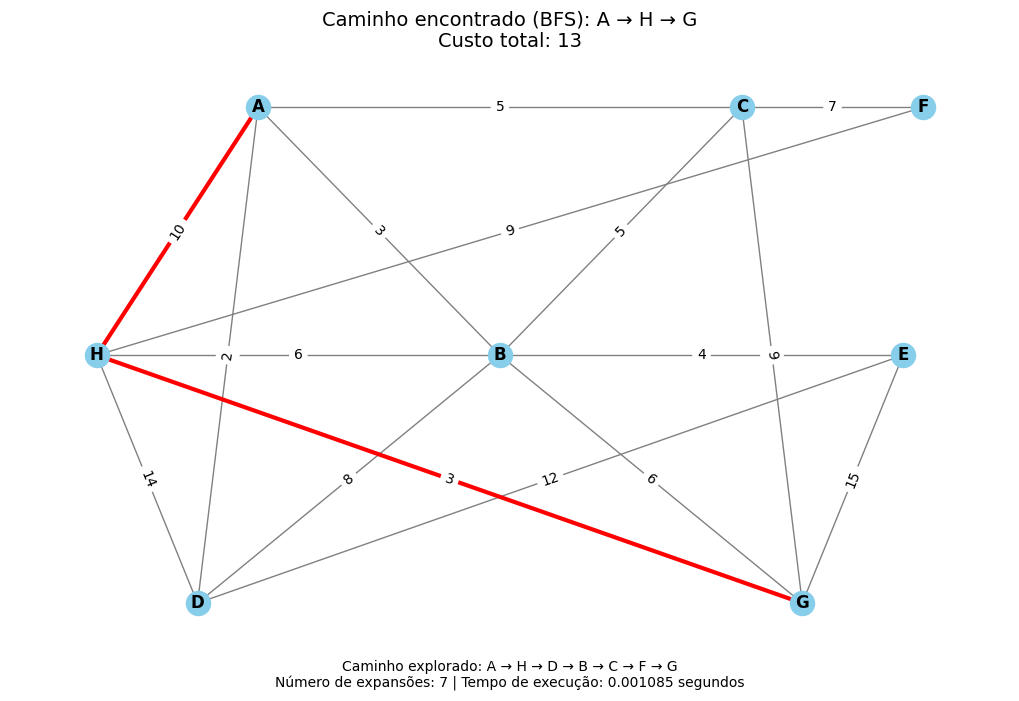 Caminho encontrado (BFS): A → H → G
Custo total: 13
A
5
C
7
F
10
3
9
5
H
2
6
B
4
9
E
14
8
3
12
6
15
D
G
Caminho explorado: A → H → D → B → C → F → G
Número de expansões: 7 | Tempo de execução: 0.001085 segundos